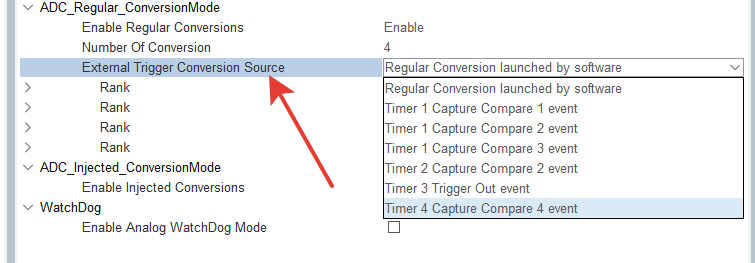 ADC_Regular_ConversionMode
Enable Regular Conversions Enable
Number Of Conversion 4
External Trigger Conversion Source Regular Conversion launched by software
Rank Regular Conversion launched by software
Rank Timer 1 Capture Compare 1 event
Rank Timer 1 Capture Compare 2 event
Rank Timer 1 Capture Compare 3 event
ADC_Injected_ConversionMode Timer 2 Capture Compare 2 event
Enable Injected Conversions Timer 3 Trigger Out event
WatchDog Timer 4 Capture Compare 4 event
Enable Analog WatchDog Mode